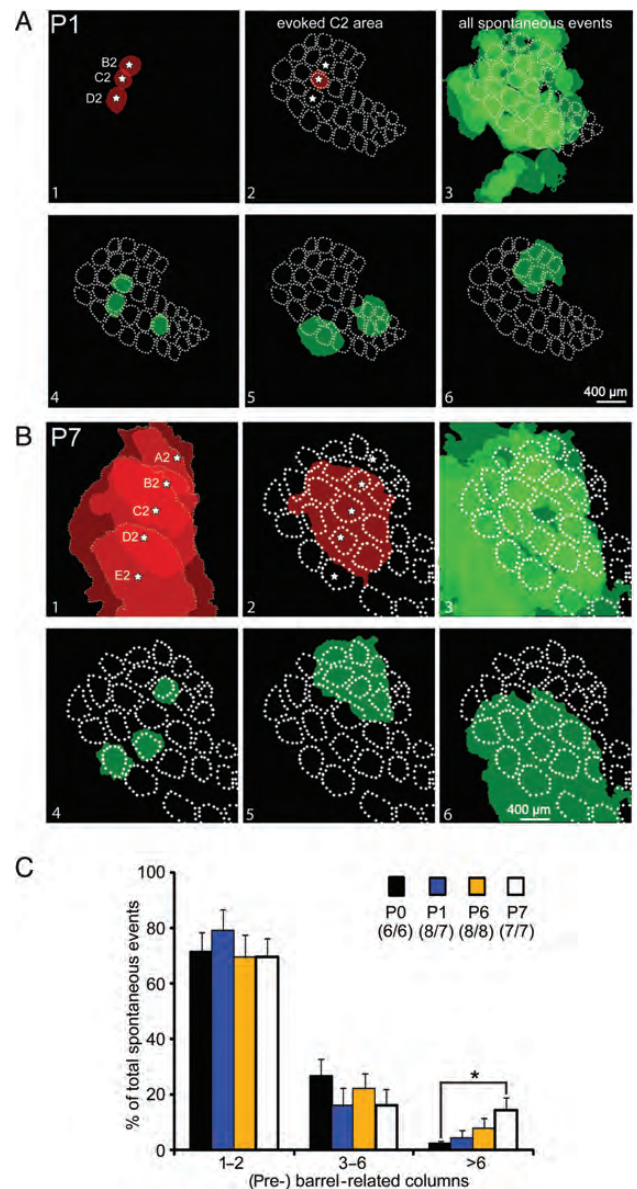 A P1
evoked C2 area
all spontaneous events
B2
C2
D2
1
2
3
4
5
6
400 µm
B P7
A2
B2
C2
D2
E2
1
2
3
4
5
6
400 µm
C
% of total spontaneous events
100
80
60
40
20
0
P0 P1 P6 P7
(6/6) (8/7) (8/8) (7/7)
*
1–2 3–6 >6
(Pre-) barrel-related columns